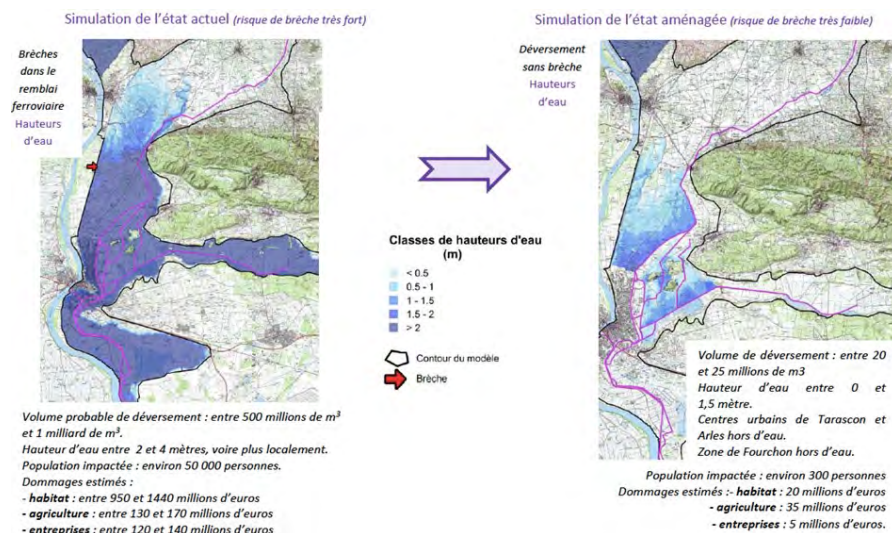 Simulation de l'état actuel (risque de brèche très fort)
Brèches
dans le
remblai
ferroviaire
Hauteurs
d'eau
Simulation de l'état aménagée (risque de brèche très faible)
Déversement
sans brèche
Hauteurs
d'eau
Classes de hauteurs d'eau
(m)
< 0.5
0.5 - 1
1 - 1.5
1.5 - 2
> 2
Contour du modèle
Brèche
Volume probable de déversement : entre 500 millions de m³
et 1 milliard de m³.
Hauteur d'eau entre 2 et 4 mètres, voire plus localement.
Population impactée : environ 50 000 personnes.
Dommages estimés :
- habitat : entre 950 et 1440 millions d'euros
- agriculture : entre 130 et 170 millions d'euros
- entreprises : entre 120 et 140 millions d'euros
Volume de déversement : entre 20
et 25 millions de m3
Hauteur d'eau entre 0 et
1,5 mètre.
Centres urbains de Tarascon et
Arles hors d'eau.
Zone de Fourchon hors d'eau.
Population impactée : environ 300 personnes
Dommages estimés :- habitat : 20 millions d'euros
- agriculture : 35 millions d'euros
- entreprises : 5 millions d'euros.